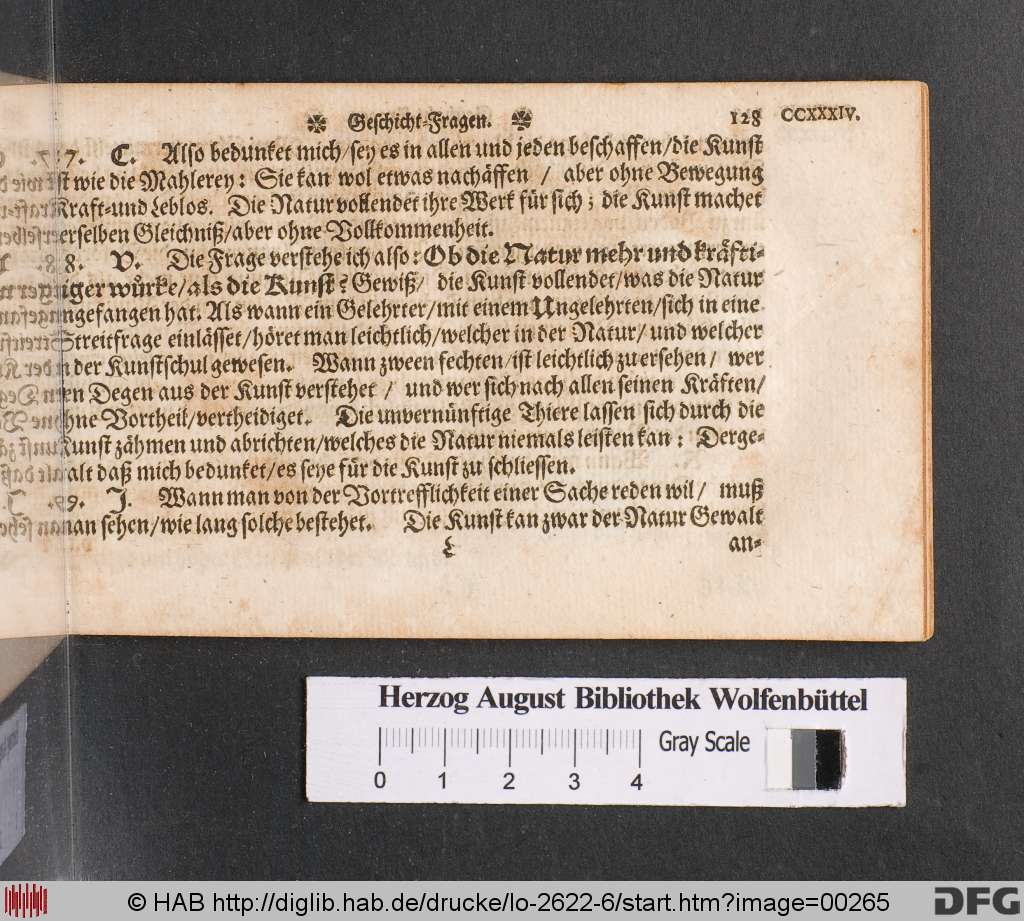 Geschicht-Fragen. 128 CCXXXIV.
7. C. Also bedunket mich/sey es in allen und jeden beschaffen/die Kunst
ist wie die Mahlerey: Sie kan wol etwas nachäffen / aber ohne Bewegung
Kraft-und Leblos. Die Natur vollendet ihre Werk für sich; die Kunst machet
derselben Gleichniß/aber ohne Vollkommenheit.
8. V. Die Frage verstehe ich also: Ob die Natur mehr und kräfti-
ger wůrke/als die Kunst? Gewiß/ die Kunst vollendet/was die Natur
angefangen hat. Als wann ein Gelehrter/mit einem Ungelehrten/sich in eine
Streitfrage einlässet/höret man leichtlich/welcher in der Natur/ und welcher
in der Kunstschul gewesen. Wann zween fechten/ist leichtlich zu ersehen/ wer
den Degen aus der Kunst verstehet / und wer sich nach allen seinen Kräften/
ohne Vortheil/vertheidiget. Die unvernünftige Thiere lassen sich durch die
Kunst zähmen und abrichten/welches die Natur niemals leisten kan: Derge-
stalt daß mich bedunket/es seye für die Kunst zu schliessen.
9. J. Wann man von der Vortrefflichkeit einer Sache reden wil/ muß
man sehen/wie lang solche bestehet. Die Kunst kan zwar der Natur Gewalt
an-
Herzog August Bibliothek Wolfenbüttel
0 1 2 3 4 Gray Scale
© HAB http://diglib.hab.de/drucke/lo-2622-6/start.htm?image=00265
DFG